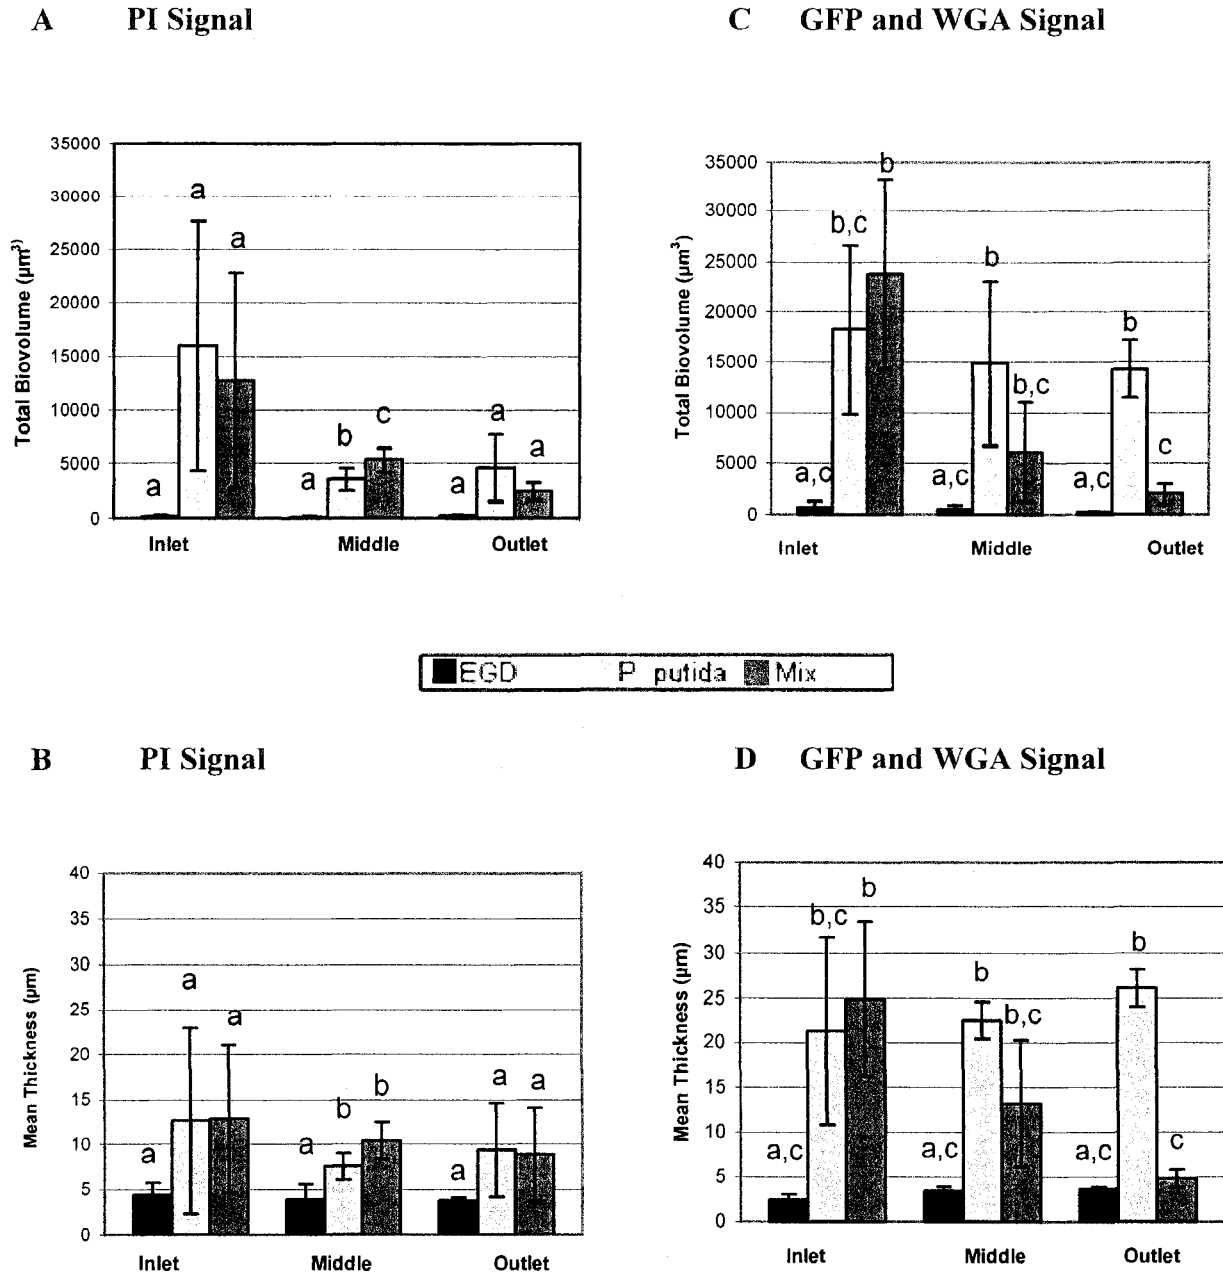 A PI Signal
C GFP and WGA Signal
Total Biovolume (µm³)
35000
30000
25000
20000
15000
10000
5000
0
a
a
a
a
b
c
a
a
a
Inlet Middle Outlet
Total Biovolume (µm³)
35000
30000
25000
20000
15000
10000
5000
0
a,c
b,c
b
a,c
b
b,c
a,c
b
c
Inlet Middle Outlet
EGD P putida Mix
B PI Signal
D GFP and WGA Signal
Mean Thickness (µm)
40
35
30
25
20
15
10
5
0
a
a
a
a
b
b
a
a
a
Inlet Middle Outlet
Mean Thickness (µm)
40
35
30
25
20
15
10
5
0
a,c
b,c
b
a,c
b
b,c
a,c
b
c
Inlet Middle Outlet